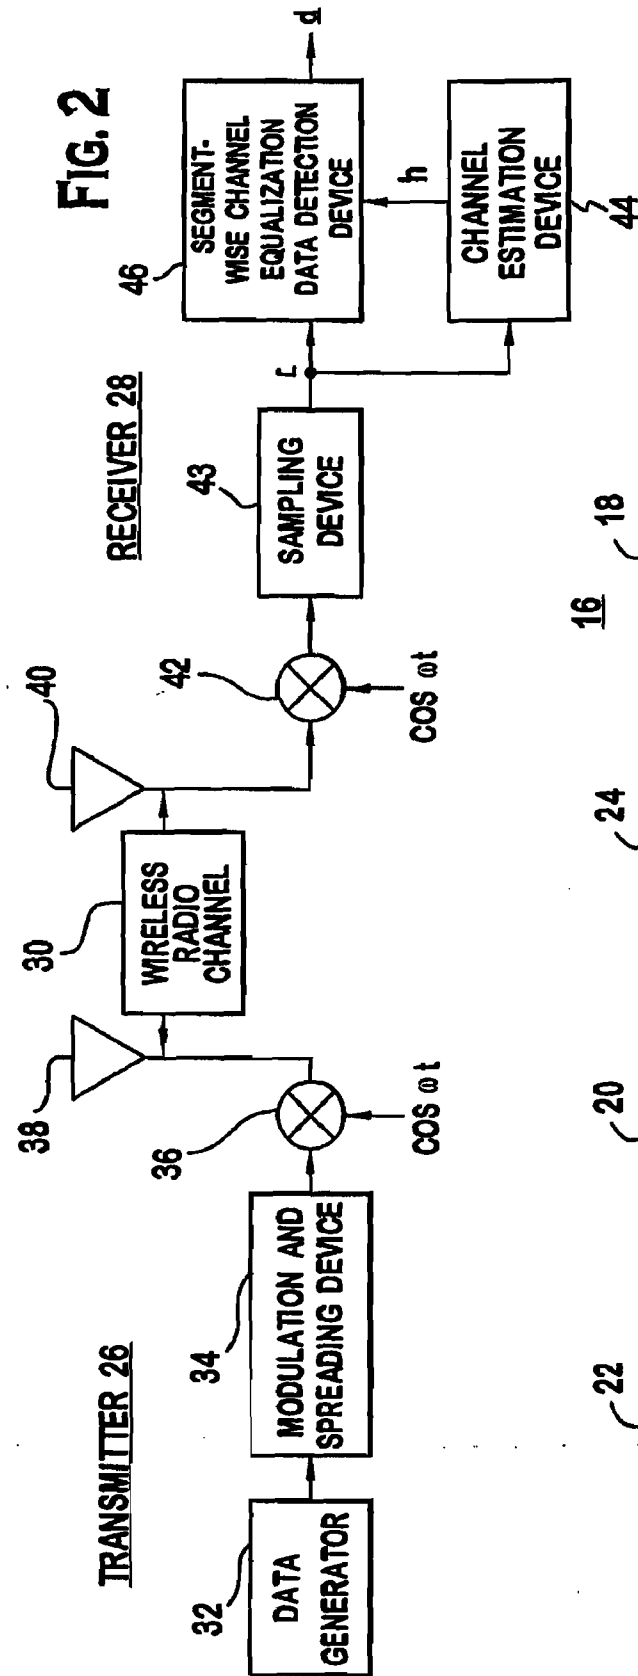 FIG. 2
TRANSMITTER 26
RECEIVER 28
32
DATA
GENERATOR
34
MODULATION AND
SPREADING DEVICE
36
COS ωt
38
30
WIRELESS
RADIO
CHANNEL
40
42
COS ωt
43
SAMPLING
DEVICE
r
46
SEGMENT-
WISE CHANNEL
EQUALIZATION
DATA DETECTION
DEVICE
d
h
CHANNEL
ESTIMATION
DEVICE
44
22
20
24
16
18